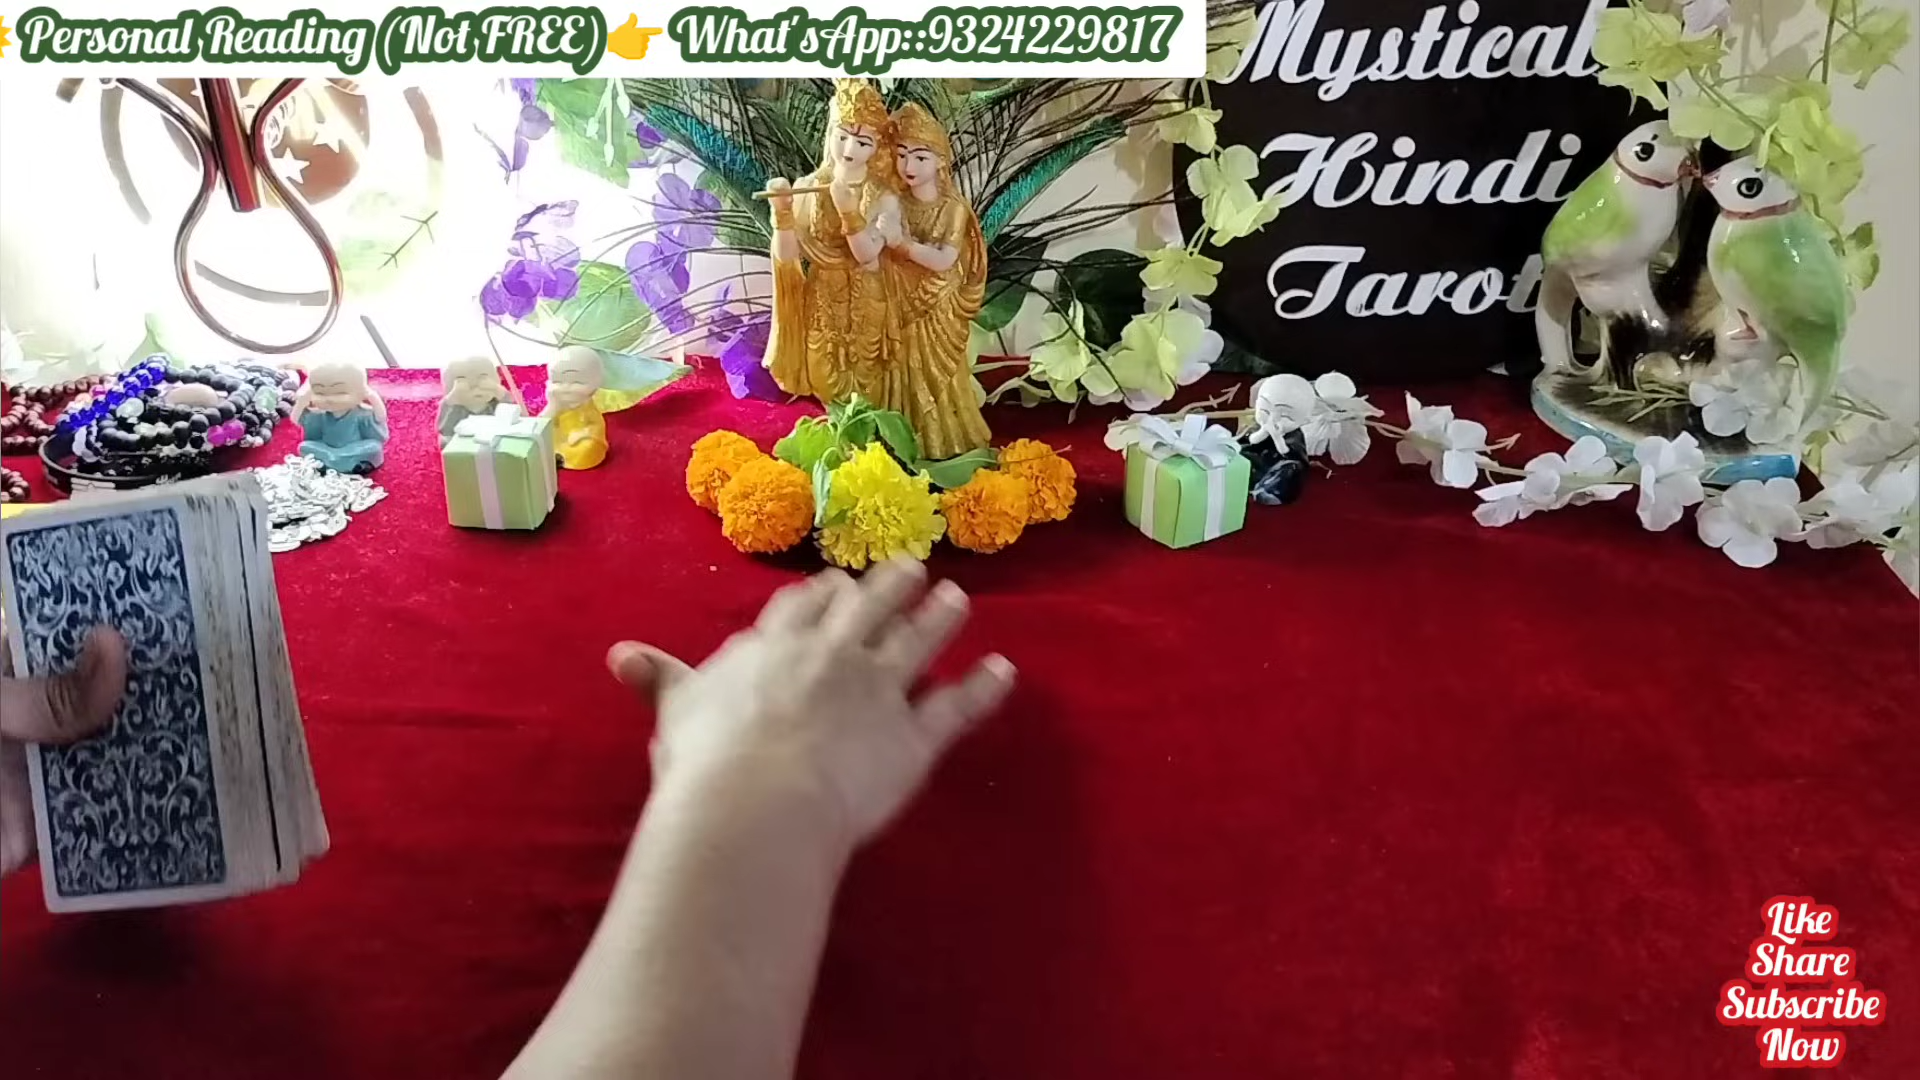 Personal Reading (Not FREE)👉 What'sApp::9324229817
Mystical
Hindi
Tarot
Like
Share
Subscribe
Now